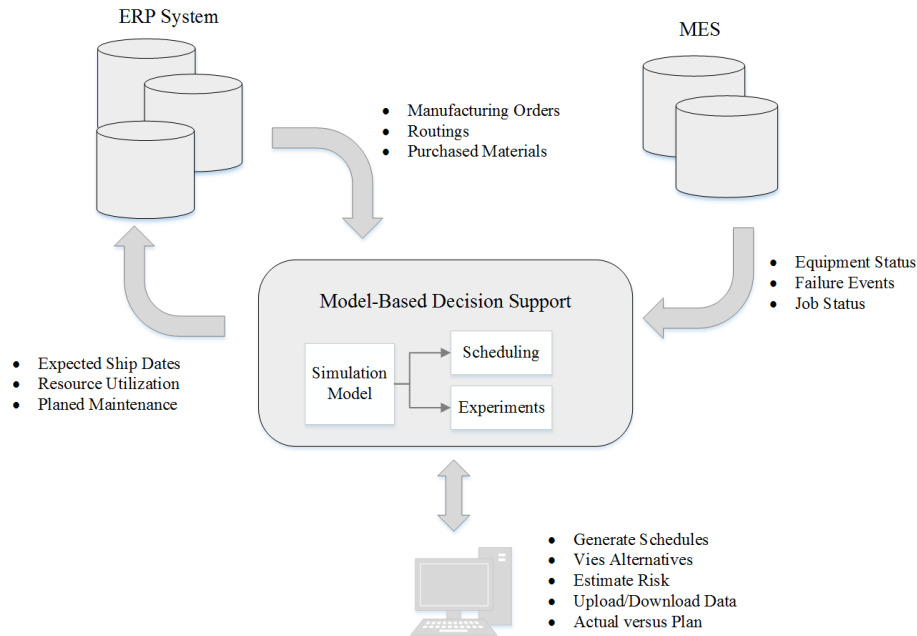 ERP System
MES
• Manufacturing Orders
• Routings
• Purchased Materials
• Equipment Status
• Failure Events
• Job Status
Model-Based Decision Support
Simulation
Model
Scheduling
Experiments
• Expected Ship Dates
• Resource Utilization
• Planed Maintenance
• Generate Schedules
• Vies Alternatives
• Estimate Risk
• Upload/Download Data
• Actual versus Plan